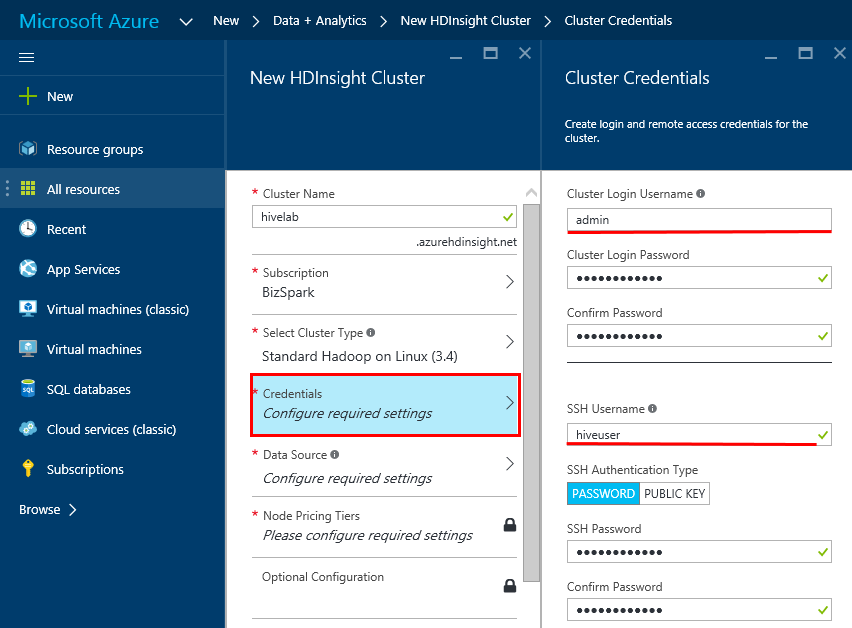 Microsoft Azure New Data + Analytics New HDInsight Cluster Cluster Credentials
New
Resource groups
All resources
Recent
App Services
Virtual machines (classic)
Virtual machines
SQL databases
Cloud services (classic)
Subscriptions
Browse
New HDInsight Cluster
* Cluster Name
hivelab
.azurehdinsight.net
* Subscription
BizSpark
* Select Cluster Type
Standard Hadoop on Linux (3.4)
* Credentials
Configure required settings
* Data Source
Configure required settings
* Node Pricing Tiers
Please configure required settings
Optional Configuration
Cluster Credentials
Create login and remote access credentials for the
cluster.
Cluster Login Username
admin
Cluster Login Password
••••••••••••
Confirm Password
••••••••••••
SSH Username
hiveuser
SSH Authentication Type
PASSWORD PUBLIC KEY
SSH Password
••••••••••••
Confirm Password
••••••••••••